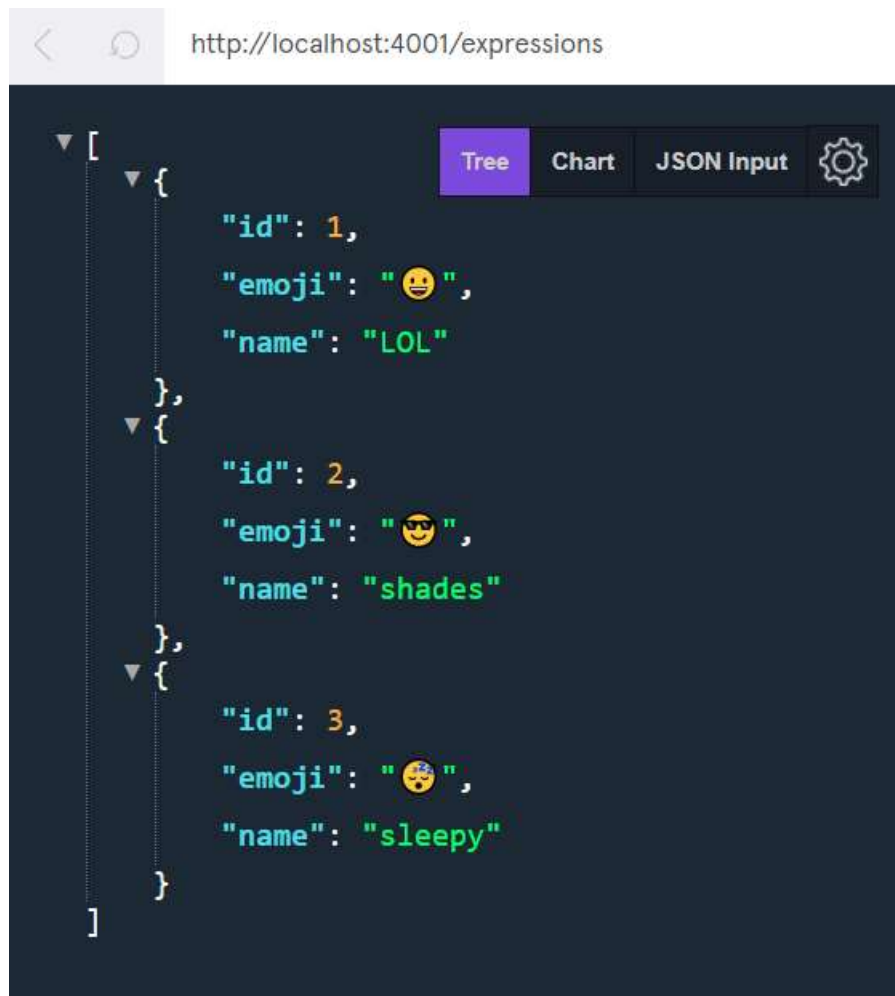 http://localhost:4001/expressions
[
Tree Chart JSON Input
{
"id": 1,
"emoji": "😀",
"name": "LOL"
},
{
"id": 2,
"emoji": "😎",
"name": "shades"
},
{
"id": 3,
"emoji": "😴",
"name": "sleepy"
}
]